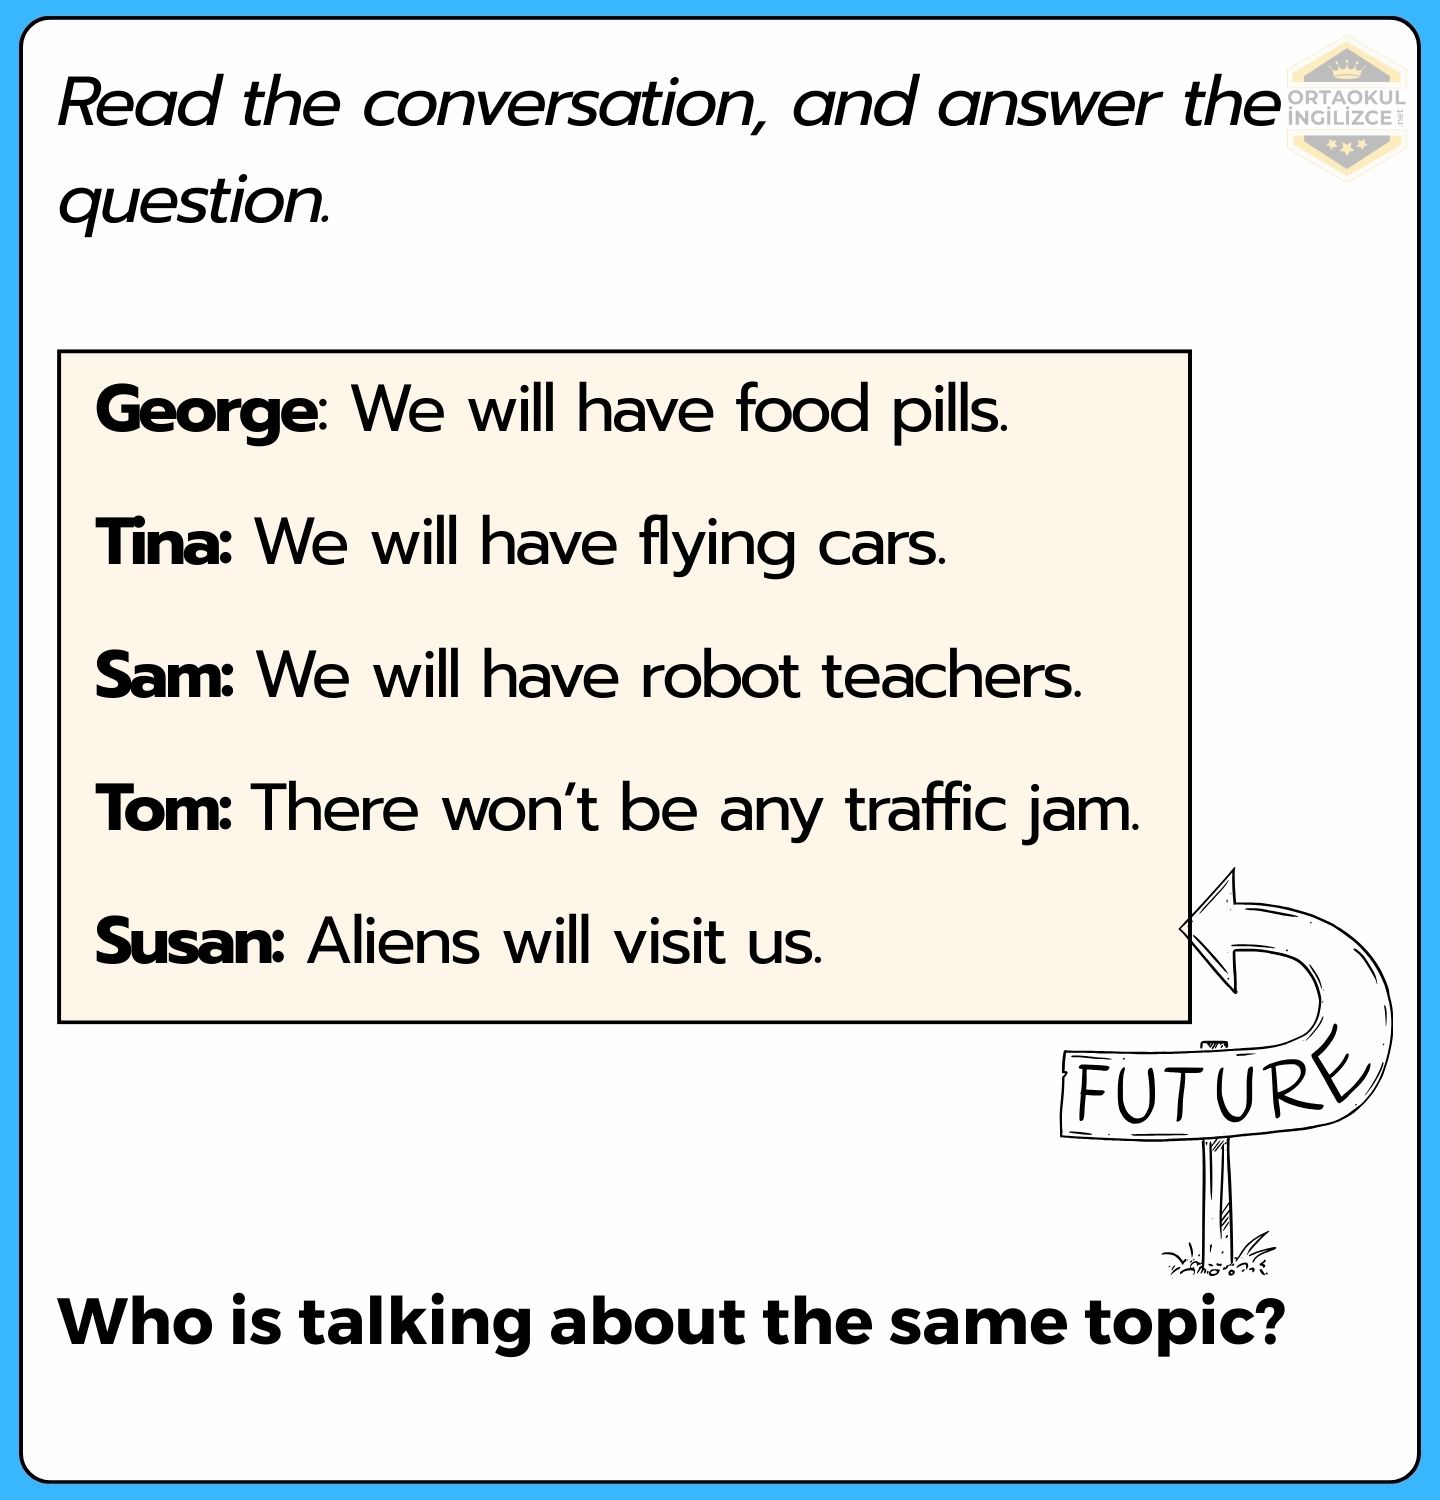 Read the conversation, and answer the
question.
ORTAOKUL
İNGİLİZCE
.net
George: We will have food pills.
Tina: We will have flying cars.
Sam: We will have robot teachers.
Tom: There won’t be any traffic jam.
Susan: Aliens will visit us.
FUTURE
Who is talking about the same topic?